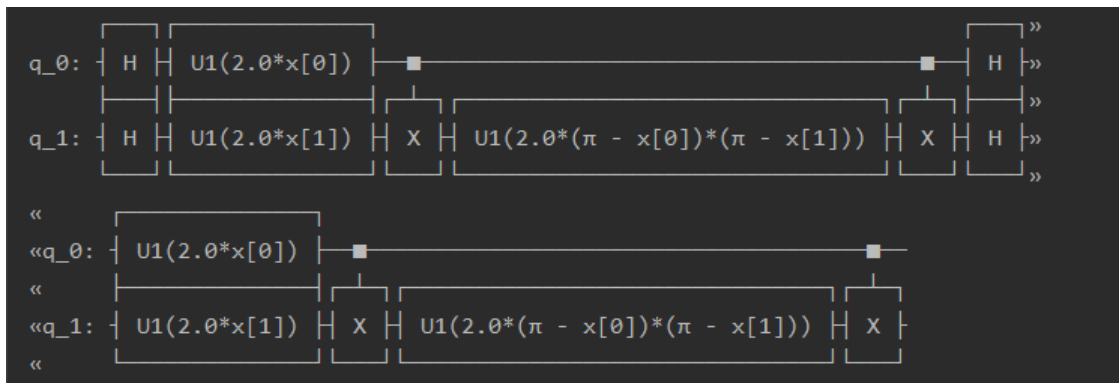 »
q_0: H U1(2.0*x[0]) ■ ■ H »
»
q_1: H U1(2.0*x[1]) X U1(2.0*(π - x[0])*(π - x[1])) X H »
»
«
«q_0: U1(2.0*x[0]) ■ ■
«
«q_1: U1(2.0*x[1]) X U1(2.0*(π - x[0])*(π - x[1])) X
«